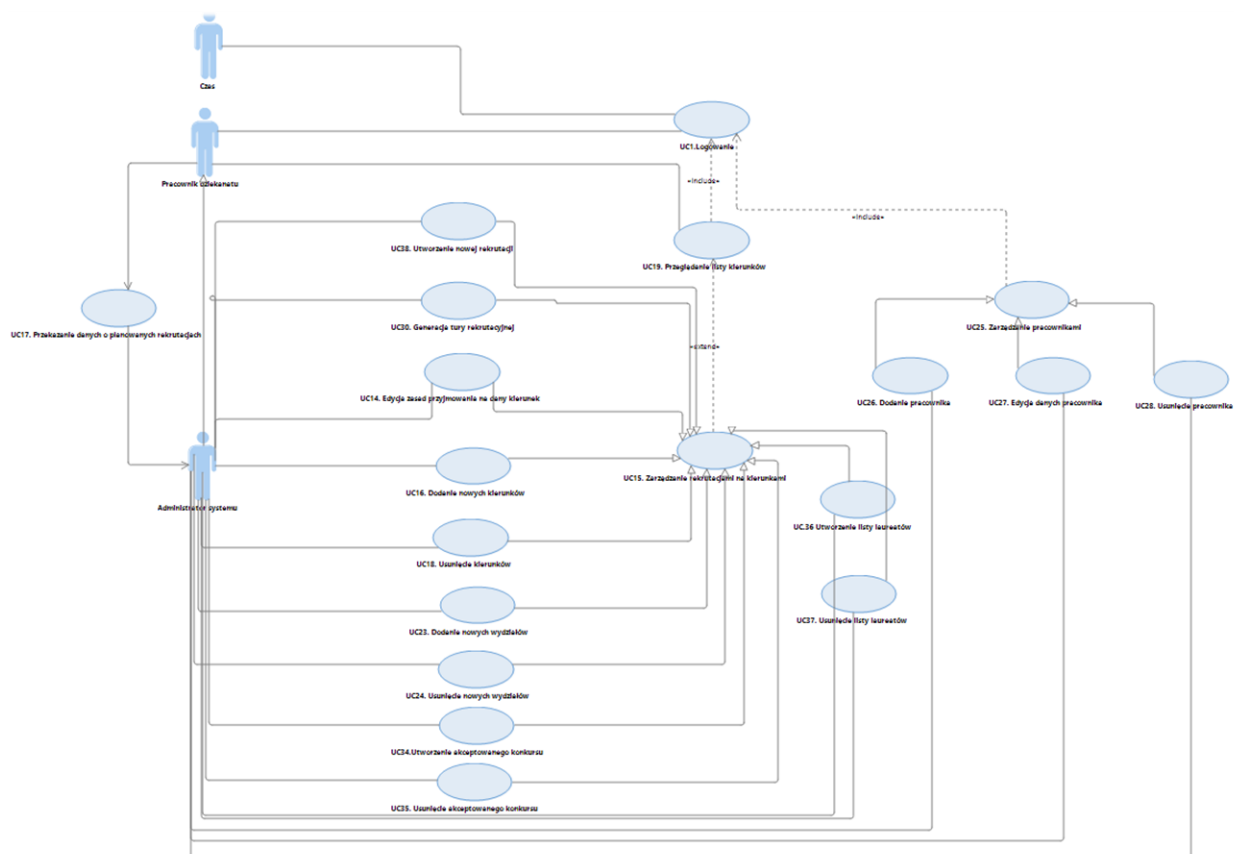 Czas
UC1.Logowanie
Pracownik dziekanatu
«include»
«include»
UC38. Utworzenie nowej rekrutacji
UC19. Przeglądanie listy kierunków
UC30. Generacja tury rekrutacyjnej
UC25. Zarządzanie pracownikami
UC17. Przekazanie danych o planowanych rekrutacjach
«extend»
UC14. Edycja zasad przyjmowania na dany kierunek
UC26. Dodanie pracownika
UC27. Edycja danych pracownika
UC28. Usunięcie pracownika
UC15. Zarządzanie rekrutacjami na kierunkami
UC16. Dodanie nowych kierunków
Administrator systemu
UC.36 Utworzenie listy laureatów
UC18. Usunięcie kierunków
UC37. Usunięcie listy laureatów
UC23. Dodanie nowych wydziałów
UC24. Usunięcie nowych wydziałów
UC34.Utworzenie akceptowanego konkursu
UC35. Usunięcie akceptowanego konkursu